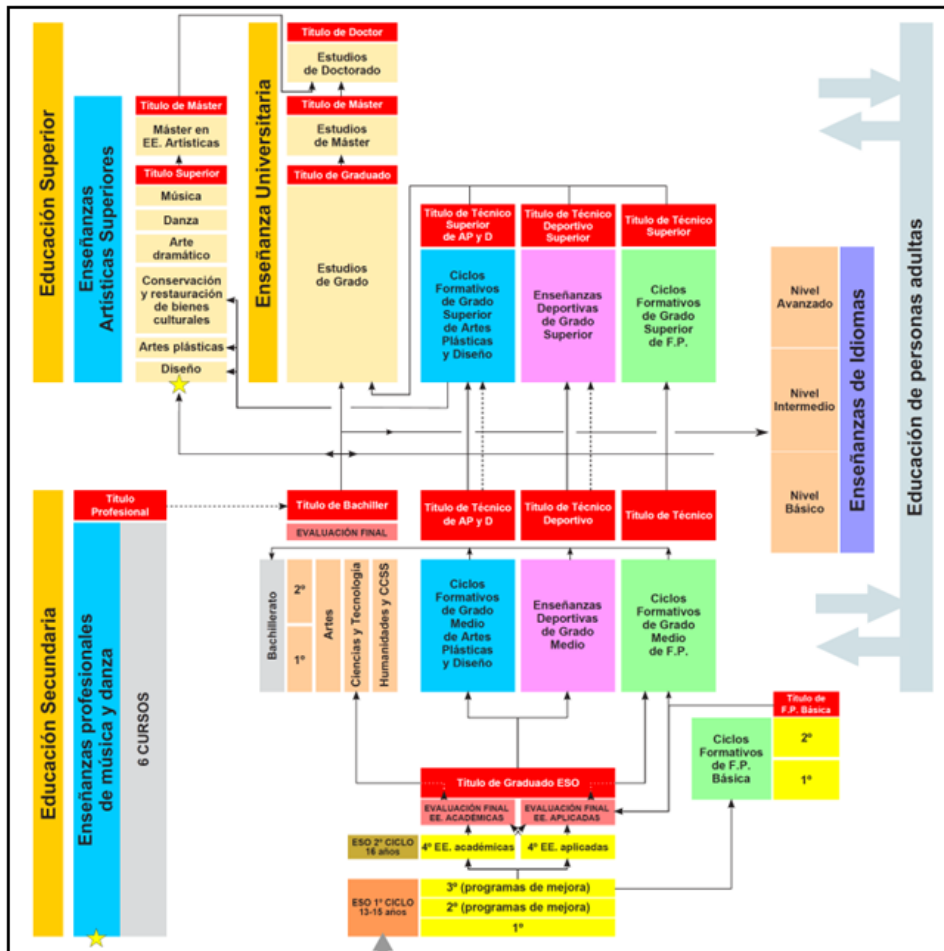 Educación Superior
Enseñanzas
Artísticas Superiores
Título de Máster
Máster en
EE. Artísticas
Título Superior
Música
Danza
Arte
dramático
Conservación
y restauración
de bienes
culturales
Artes plásticas
Diseño
Enseñanza Universitaria
Título de Doctor
Estudios
de Doctorado
Título de Máster
Estudios
de Máster
Título de Graduado
Estudios
de Grado
Título de Técnico
Superior
de AP y D
Ciclos
Formativos
de Grado
Superior
de Artes
Plásticas
y Diseño
Título de Técnico
Deportivo
Superior
Enseñanzas
Deportivas
de Grado
Superior
Título de Técnico
Superior
Ciclos
Formativos
de Grado
Superior
de F.P.
Nivel
Avanzado
Nivel
Intermedio
Nivel
Básico
Enseñanzas de Idiomas
Educación de personas adultas
Educación Secundaria
Título
Profesional
Enseñanzas profesionales
de música y danza
6 CURSOS
Título de Bachiller
EVALUACIÓN FINAL
Bachillerato
2º
1º
Artes
Ciencias y Tecnología
Humanidades y CCSS
Título de Técnico
de AP y D
Ciclos
Formativos
de Grado
Medio
de Artes
Plásticas
y Diseño
Título de Técnico
Deportivo
Enseñanzas
Deportivas
de Grado
Medio
Título de Técnico
Ciclos
Formativos
de Grado
Medio
de F.P.
Título de
F.P. Básica
Ciclos
Formativos
de F.P.
Básica
2º
1º
Título de Graduado ESO
EVALUACIÓN FINAL
EE. ACADÉMICAS
EVALUACIÓN FINAL
EE. APLICADAS
ESO 2º CICLO
16 años
4º EE. académicas
4º EE. aplicadas
ESO 1º CICLO
13-15 años
3º (programas de mejora)
2º (programas de mejora)
1º